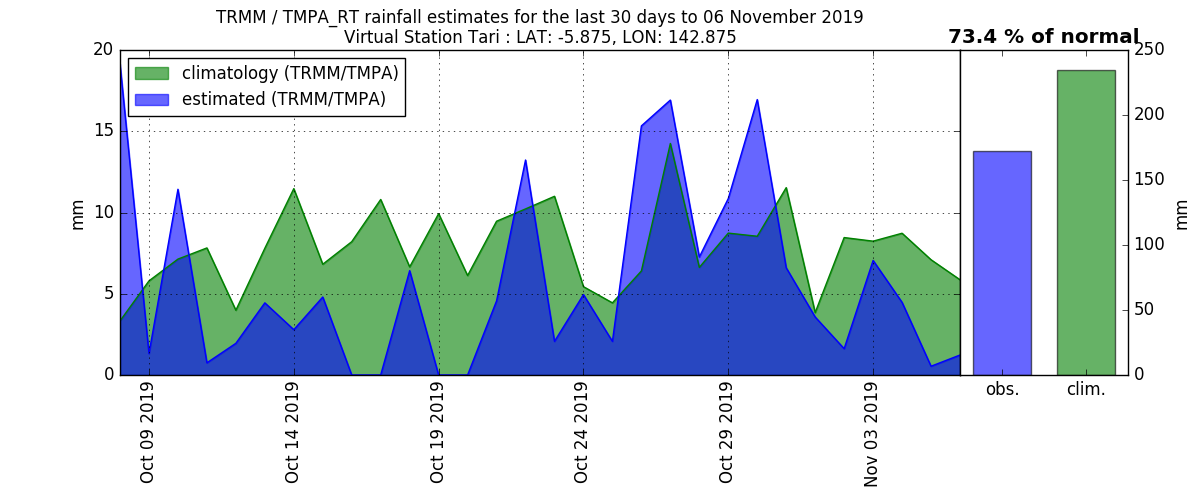 TRMM / TMPA_RT rainfall estimates for the last 30 days to 06 November 2019
Virtual Station Tari : LAT: -5.875, LON: 142.875
73.4 % of normal
climatology (TRMM/TMPA)
estimated (TRMM/TMPA)
20
15
10
5
0
mm
250
200
150
100
50
0
mm
obs.
clim.
Oct 09 2019
Oct 14 2019
Oct 19 2019
Oct 24 2019
Oct 29 2019
Nov 03 2019